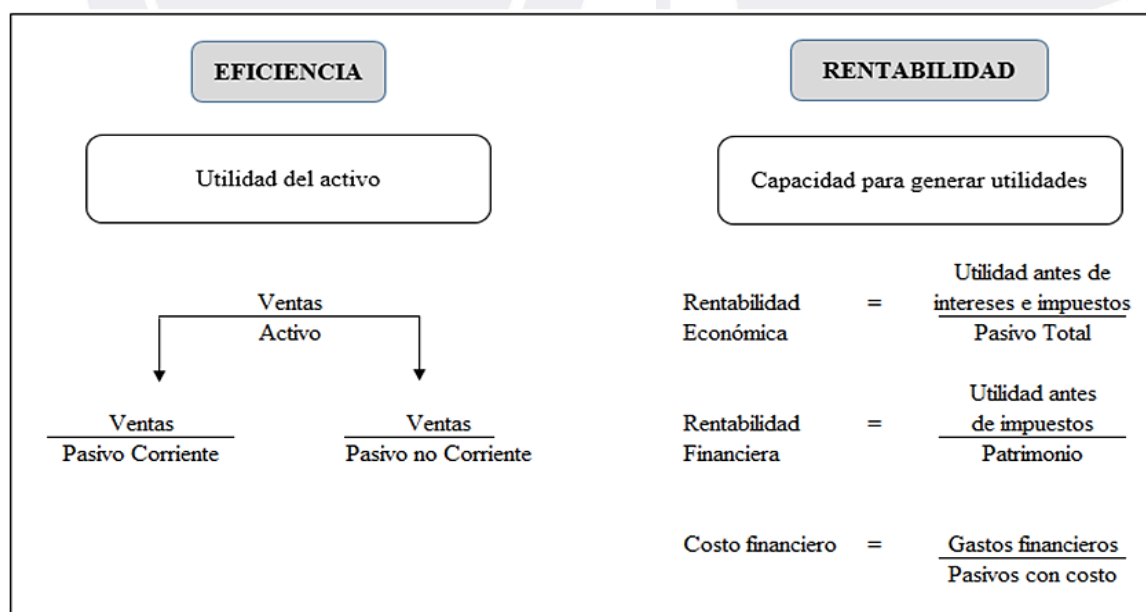 EFICIENCIA
Utilidad del activo
Ventas
Activo
Ventas
Pasivo Corriente
Ventas
Pasivo no Corriente
RENTABILIDAD
Capacidad para generar utilidades
Rentabilidad
Económica
=
Utilidad antes de
intereses e impuestos
Pasivo Total
Rentabilidad
Financiera
=
Utilidad antes
de impuestos
Patrimonio
Costo financiero
=
Gastos financieros
Pasivos con costo